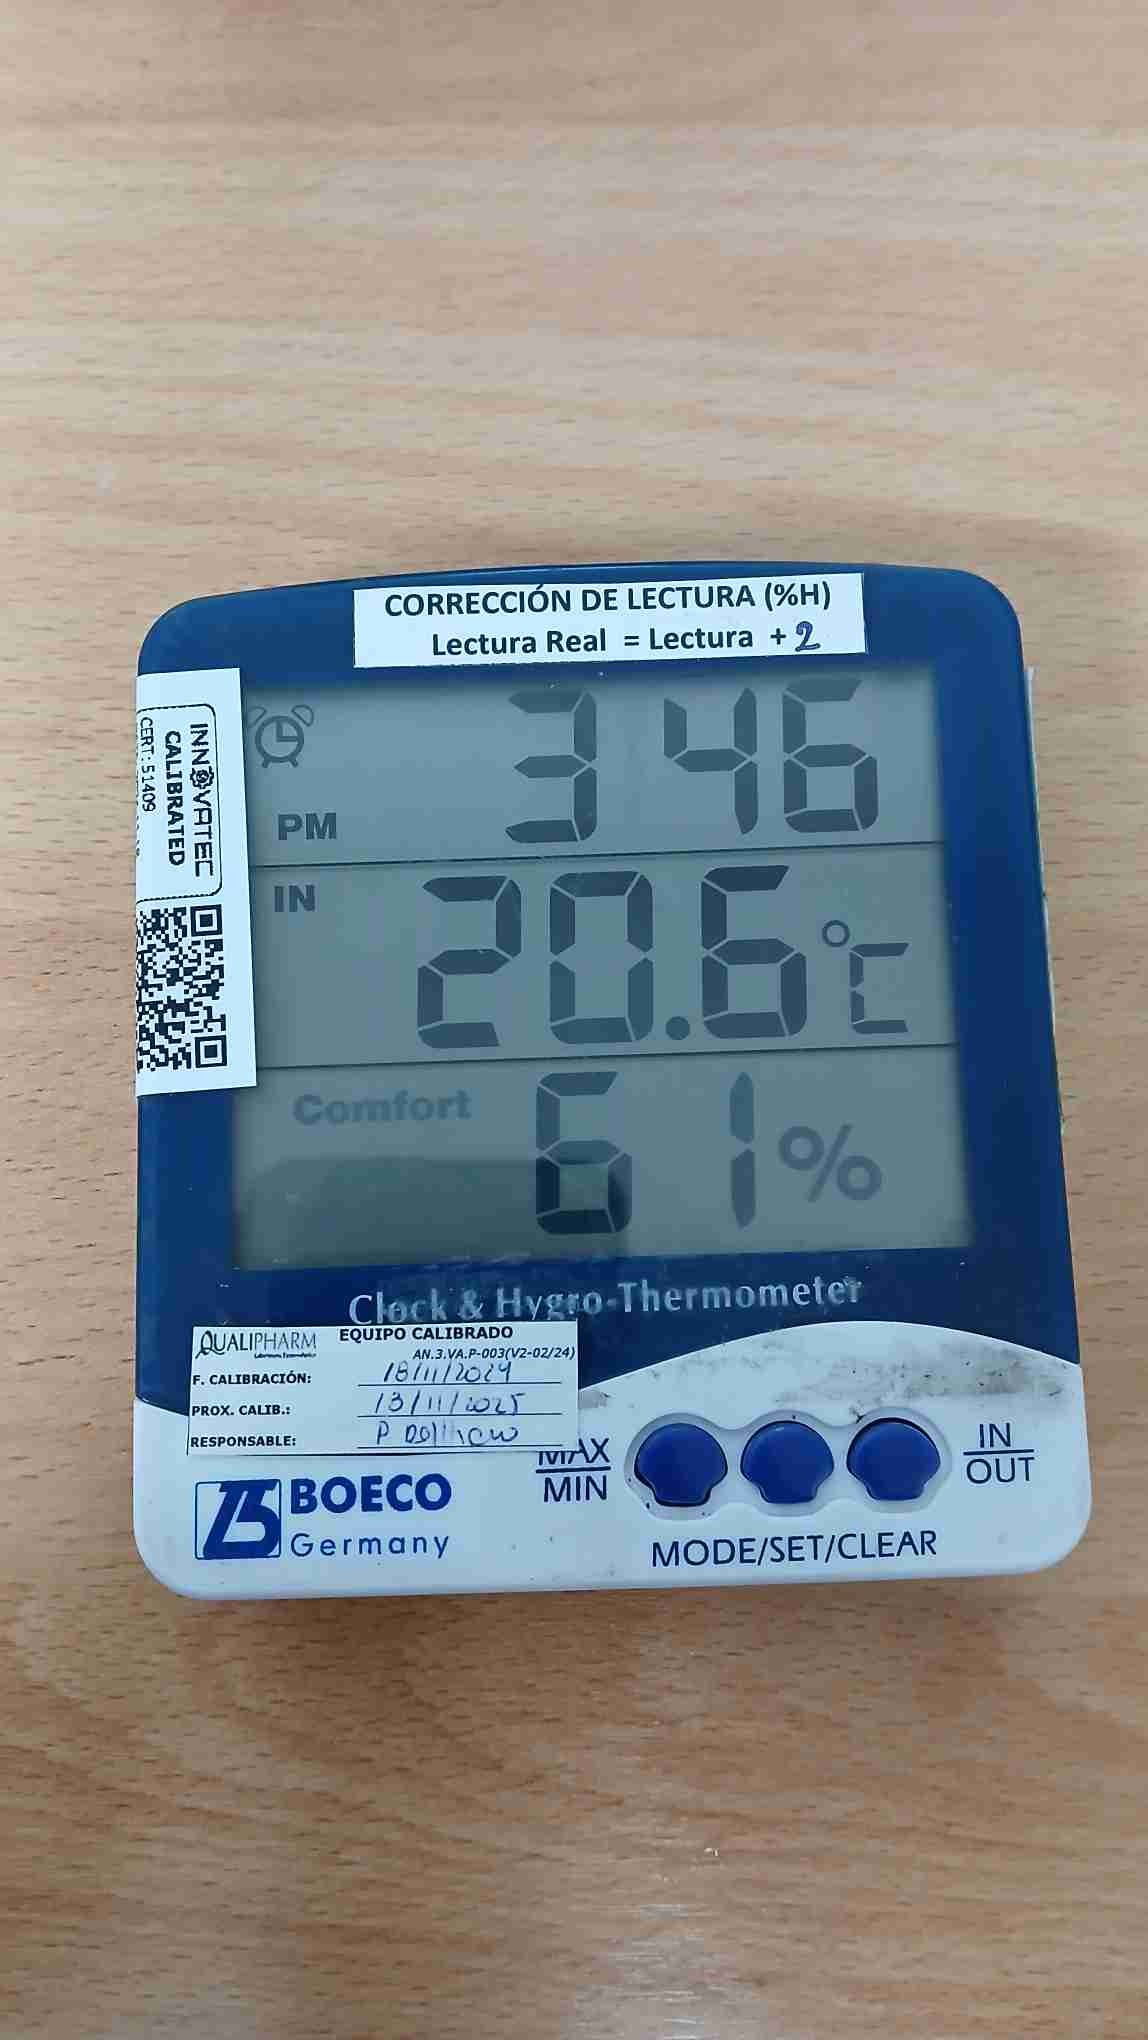 CORRECCIÓN DE LECTURA (%H)
Lectura Real = Lectura + 2
INNOVATEC
CALIBRATED
CERT:51409
3 46
PM
IN
20.6 °C
Comfort
61 %
Clock & Hygro-Thermometer
QUALIPHARM
EQUIPO CALIBRADO
AN.3.VA.P-003(V2-02/24)
F. CALIBRACIÓN: 18/11/2024
PROX. CALIB.: 13/11/2025
RESPONSABLE: P
MAX
MIN
IN
OUT
MODE/SET/CLEAR
BOECO
Germany